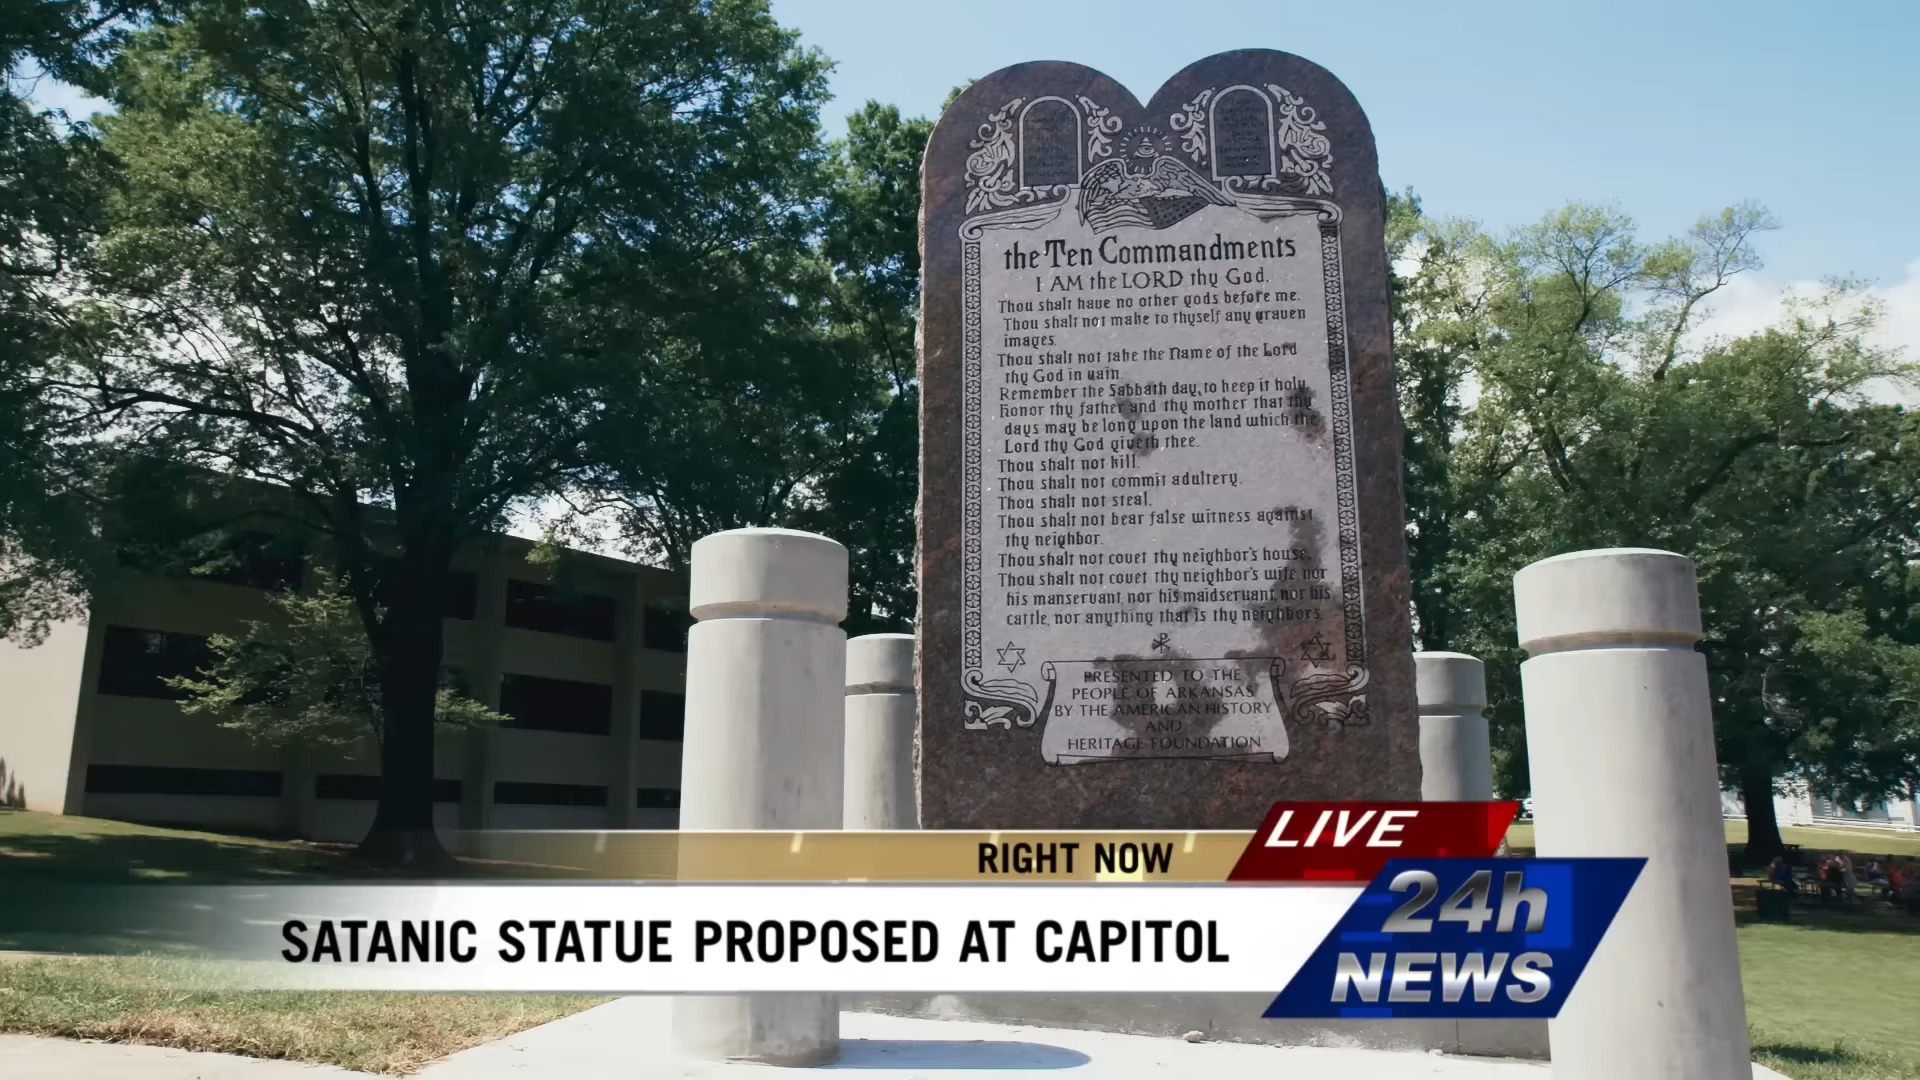 the Ten Commandments
I AM the LORD thy God.
Thou shalt have no other gods before me.
Thou shalt not make to thyself any graven
images.
Thou shalt not take the Name of the Lord
thy God in vain.
Remember the Sabbath day, to keep it holy.
Honor thy father and thy mother that thy
days may be long upon the land which the
Lord thy God giveth thee.
Thou shalt not kill.
Thou shalt not commit adultery.
Thou shalt not steal.
Thou shalt not bear false witness against
thy neighbor.
Thou shalt not covet thy neighbor's house.
Thou shalt not covet thy neighbor's wife, nor
his manservant, nor his maidservant, nor his
cattle, nor anything that is thy neighbors.
PRESENTED TO THE
PEOPLE OF ARKANSAS
BY THE AMERICAN HISTORY
AND
HERITAGE FOUNDATION
LIVE
RIGHT NOW
SATANIC STATUE PROPOSED AT CAPITOL
24h
NEWS